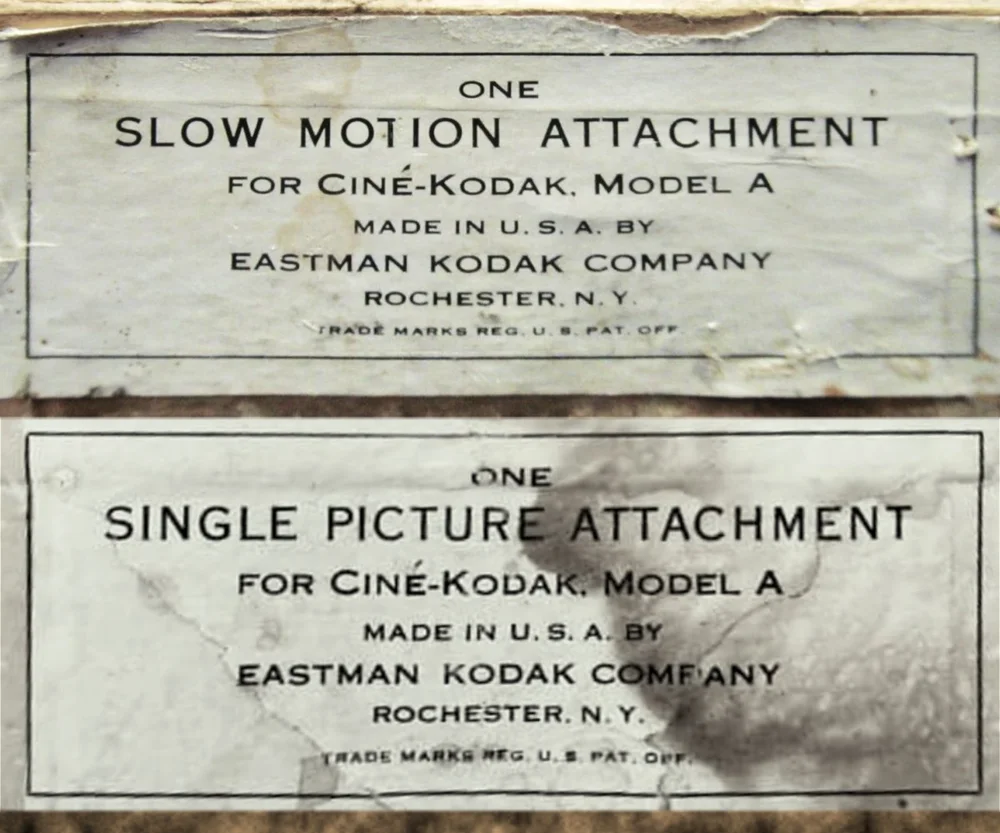 ONE
SLOW MOTION ATTACHMENT
FOR CINÉ-KODAK, MODEL A
MADE IN U. S. A. BY
EASTMAN KODAK COMPANY
ROCHESTER, N. Y.
TRADE MARKS REG. U. S. PAT. OFF.
ONE
SINGLE PICTURE ATTACHMENT
FOR CINÉ-KODAK, MODEL A
MADE IN U. S. A. BY
EASTMAN KODAK COMPANY
ROCHESTER, N. Y.
TRADE MARKS REG. U. S. PAT. OFF.